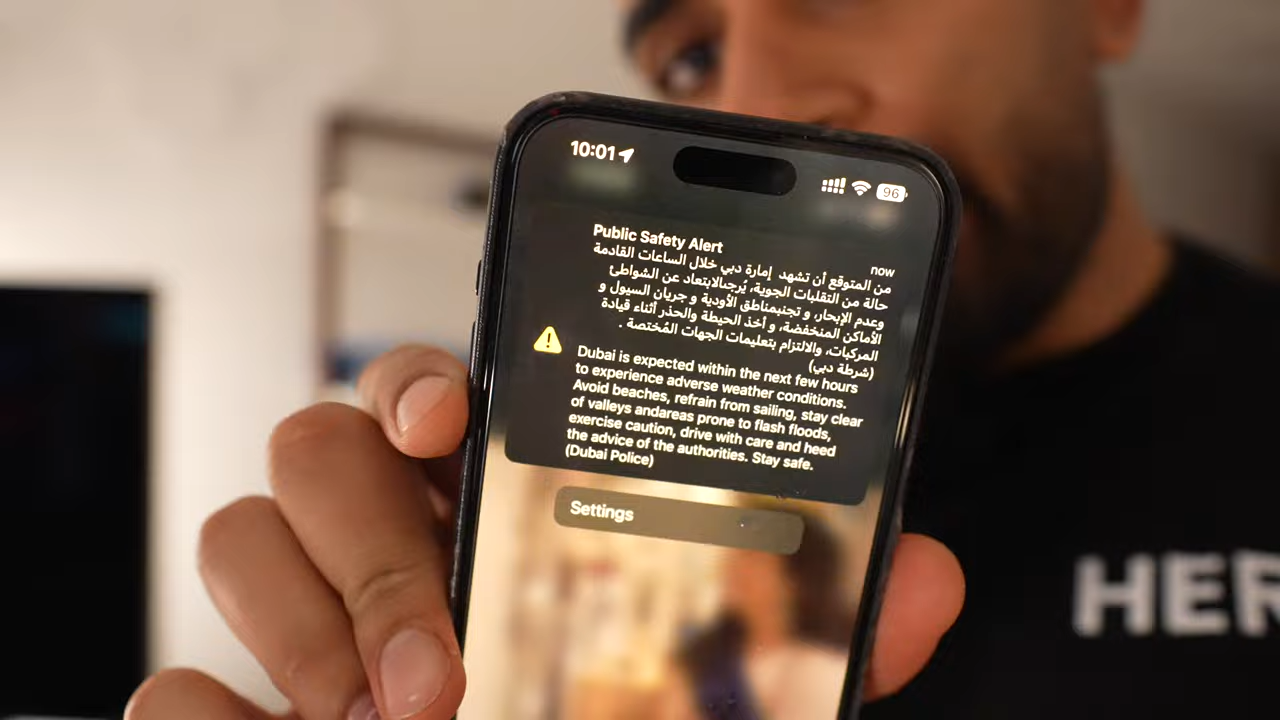 10:01
96
Public Safety Alert
now
من المتوقع أن تشهد إمارة دبي خلال الساعات القادمة
حالة من التقلبات الجوية، يُرجىالابتعاد عن الشواطئ
وعدم الإبحار، و تجنبمناطق الأودية و جريان السيول و
الأماكن المنخفضة، و أخذ الحيطة والحذر أثناء قيادة
المركبات، والالتزام بتعليمات الجهات المُختصة .
(شرطة دبي)
Dubai is expected within the next few hours
to experience adverse weather conditions.
Avoid beaches, refrain from sailing, stay clear
of valleys andareas prone to flash floods,
exercise caution, drive with care and heed
the advice of the authorities. Stay safe.
(Dubai Police)
Settings
HER